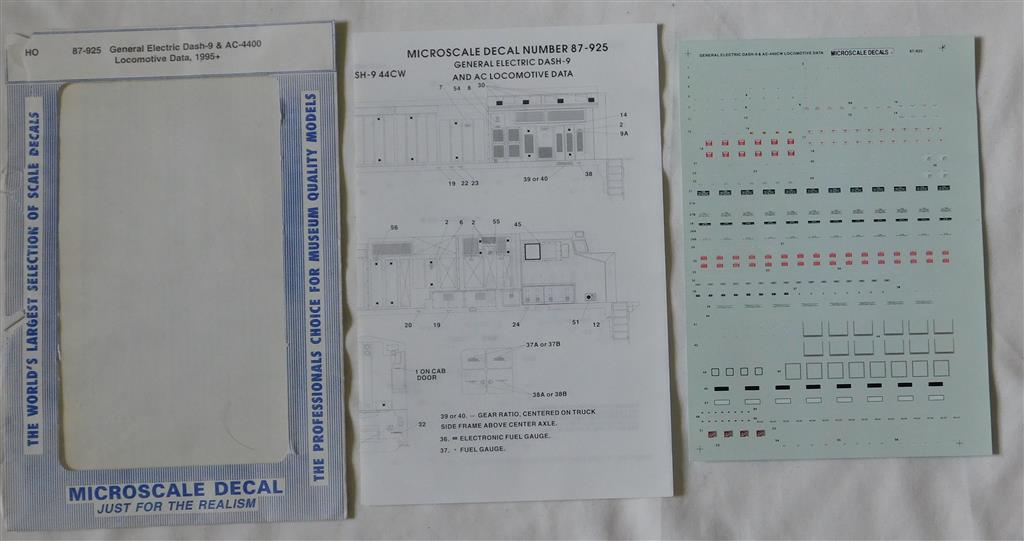 HO 87-925 General Electric Dash-9 & AC-4400
Locomotive Data, 1995+
THE WORLD'S LARGEST SELECTION OF SCALE DECALS
THE PROFESSIONALS CHOICE FOR MUSEUM QUALITY MODELS
MICROSCALE DECAL
JUST FOR THE REALISM
MICROSCALE DECAL NUMBER 87-925
GENERAL ELECTRIC DASH-9
AND AC LOCOMOTIVE DATA
SH-9 44CW
7 54 8 30
14
2
9A
19 22 23
39 or 40
38
56
2 6 2 55 45
20 19 24 51 12
37A or 37B
1 ON CAB
DOOR
38A or 38B
32
39 or 40. -- GEAR RATIO, CENTERED ON TRUCK
SIDE FRAME ABOVE CENTER AXLE.
36. ELECTRONIC FUEL GAUGE.
37. FUEL GAUGE.
GENERAL ELECTRIC DASH-9 & AC-4400CW LOCOMOTIVE DATA MICROSCALE DECALS 87-925